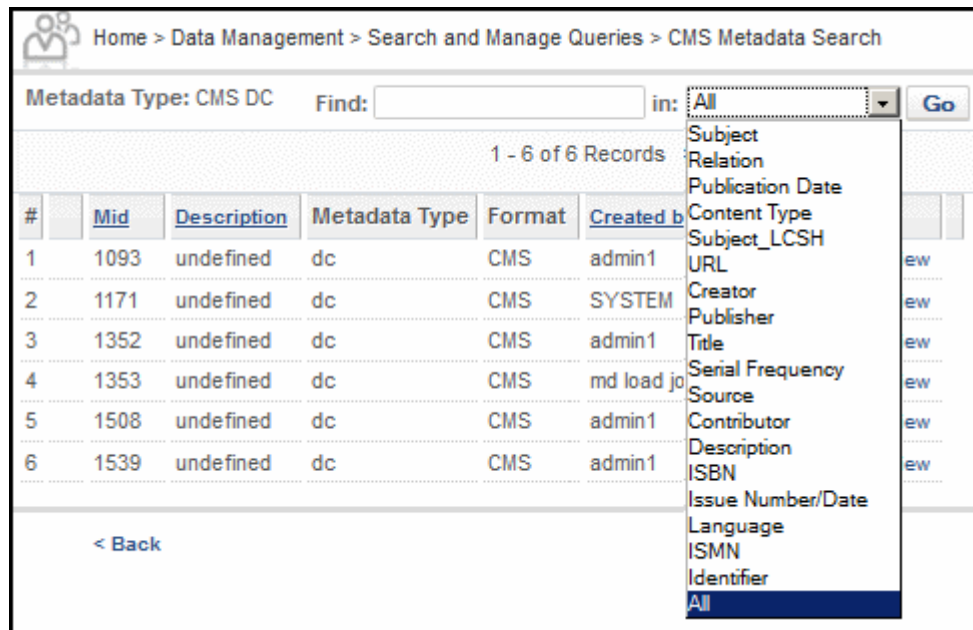 Home > Data Management > Search and Manage Queries > CMS Metadata Search
Metadata Type: CMS DC Find: in: All Go
1 - 6 of 6 Records
# Mid Description Metadata Type Format Created b
1 1093 undefined dc CMS admin1 ew
2 1171 undefined dc CMS SYSTEM ew
3 1352 undefined dc CMS admin1 ew
4 1353 undefined dc CMS md load jo ew
5 1508 undefined dc CMS admin1 ew
6 1539 undefined dc CMS admin1 ew
Subject
Relation
Publication Date
Content Type
Subject_LCSH
URL
Creator
Publisher
Title
Serial Frequency
Source
Contributor
Description
ISBN
Issue Number/Date
Language
ISMN
Identifier
All
< Back